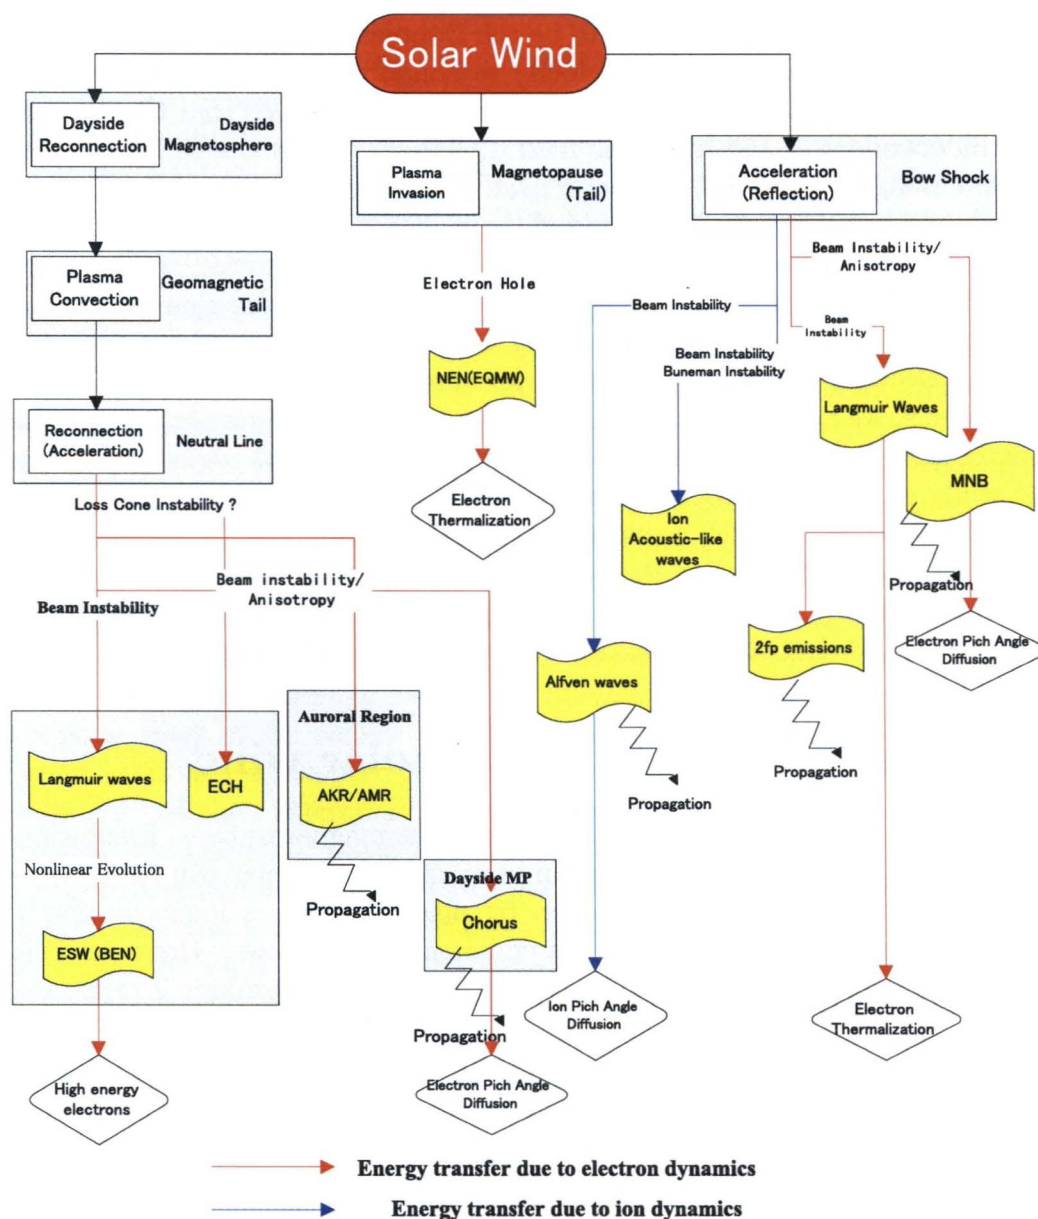 Solar Wind
Dayside
Reconnection
Dayside
Magnetosphere
Plasma
Invasion
Magnetopause
(Tail)
Acceleration
(Reflection)
Bow Shock
Plasma
Convection
Geomagnetic
Tail
Electron Hole
Beam Instability/
Anisotropy
Beam Instability
Beam
Instability
Beam Instability
Buneman Instability
NEN(EQMW)
Langmuir Waves
Reconnection
(Acceleration)
Neutral Line
MNB
Loss Cone Instability ?
Electron
Thermalization
Ion
Acoustic-like
waves
Propagation
Beam instability/
Anisotropy
Beam Instability
2fp emissions
Electron Pich Angle
Diffusion
Alfven waves
Propagation
Propagation
Auroral Region
Langmuir waves
ECH
AKR/AMR
Nonlinear Evolution
Propagation
Dayside MP
Chorus
ESW (BEN)
Ion Pich Angle
Diffusion
Electron
Thermalization
Propagation
High energy
electrons
Electron Pich Angle
Diffusion
Energy transfer due to electron dynamics
Energy transfer due to ion dynamics